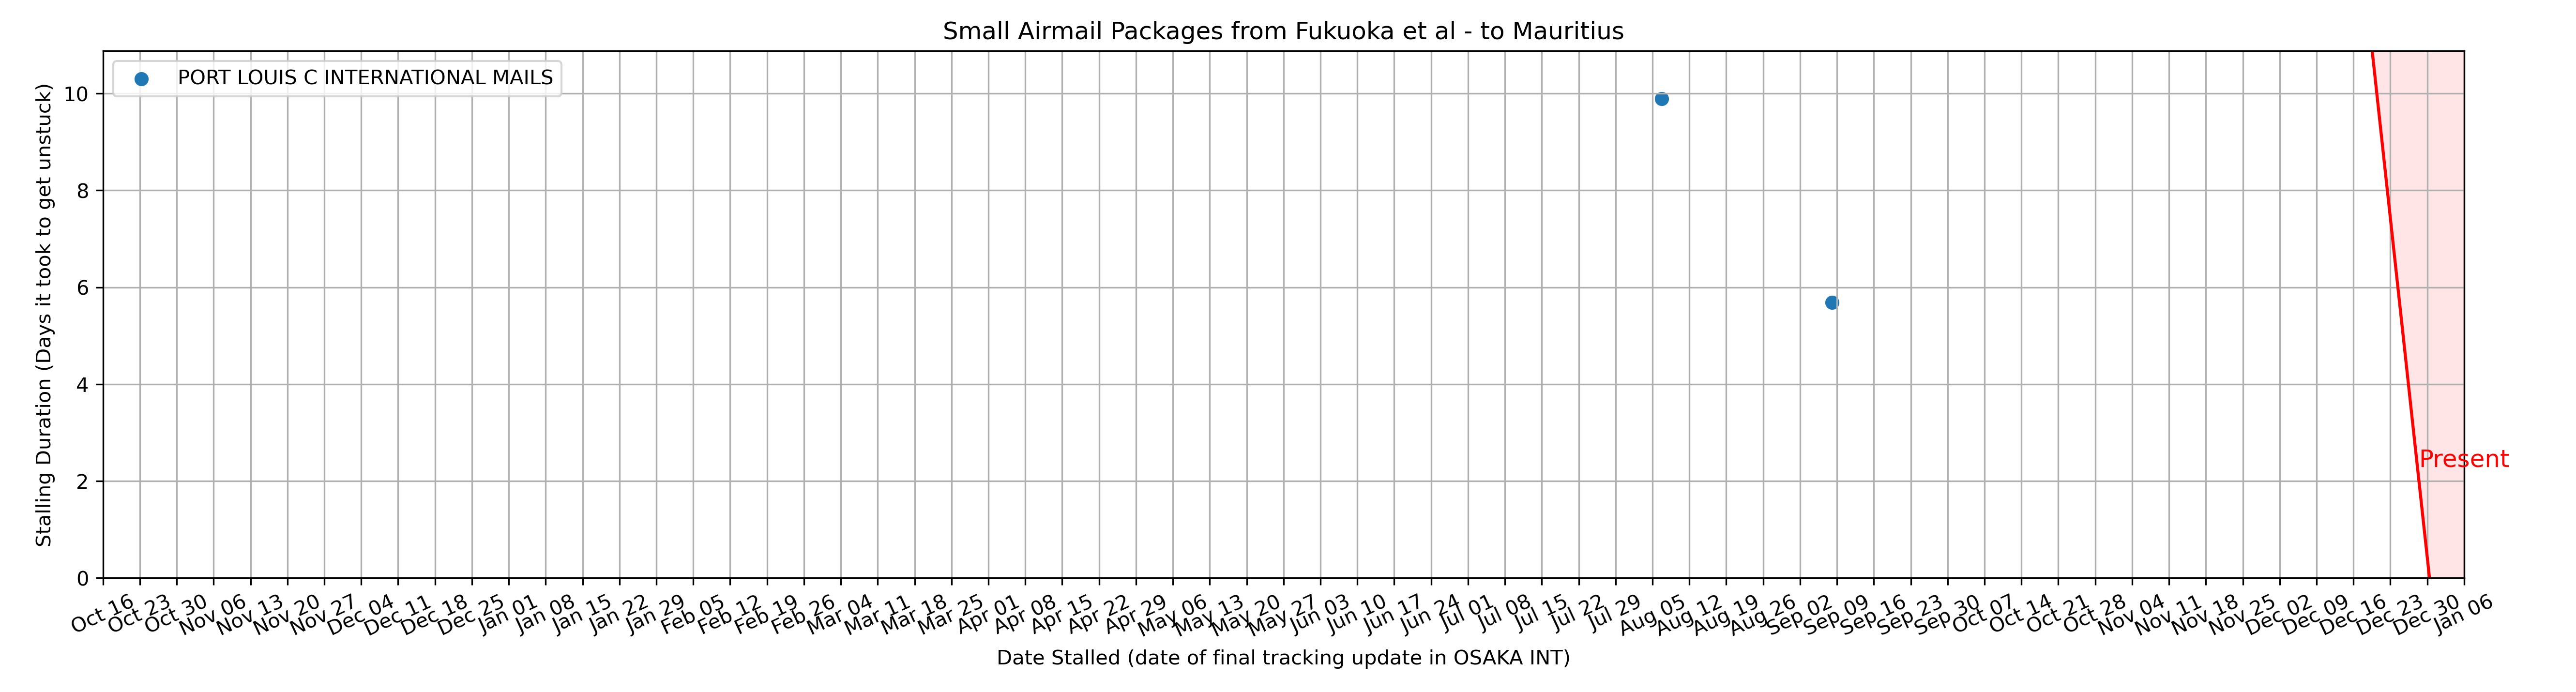 Small Airmail Packages from Fukuoka et al - to Mauritius
PORT LOUIS C INTERNATIONAL MAILS
Stalling Duration (Days it took to get unstuck)
10
8
6
4
2
0
Present
Oct 16
Oct 23
Oct 30
Nov 06
Nov 13
Nov 20
Nov 27
Dec 04
Dec 11
Dec 18
Dec 25
Jan 01
Jan 08
Jan 15
Jan 22
Jan 29
Feb 05
Feb 12
Feb 19
Feb 26
Mar 04
Mar 11
Mar 18
Mar 25
Apr 01
Apr 08
Apr 15
Apr 22
Apr 29
May 06
May 13
May 20
May 27
Jun 03
Jun 10
Jun 17
Jun 24
Jul 01
Jul 08
Jul 15
Jul 22
Jul 29
Aug 05
Aug 12
Aug 19
Aug 26
Sep 02
Sep 09
Sep 16
Sep 23
Sep 30
Oct 07
Oct 14
Oct 21
Oct 28
Nov 04
Nov 11
Nov 18
Nov 25
Dec 02
Dec 09
Dec 16
Dec 23
Dec 30
Jan 06
Date Stalled (date of final tracking update in OSAKA INT)